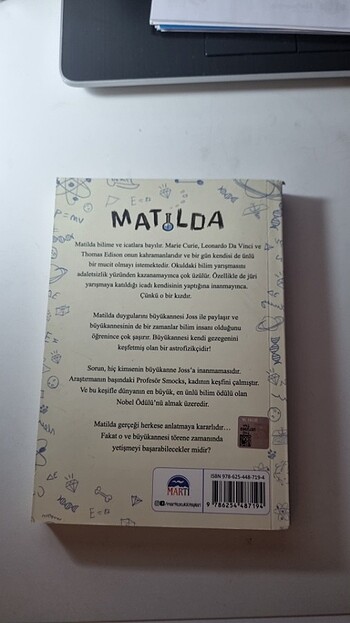 MATILDA
Matilda bilime ve icatlara bayılır. Marie Curie, Leonardo Da Vinci ve
Thomas Edison onun kahramanlarıdır ve bir gün kendisi de ünlü
bir mucit olmayı istemektedir. Okuldaki bilim yarışmasını
adaletsizlik yüzünden kazanamayınca çok üzülür. Özellikle de jüri
yarışmaya katıldığı icadı kendisinin yaptığına inanmayınca.
Çünkü o bir kızdır.
Matilda duygularını büyükannesi Joss ile paylaşır ve
büyükannesinin de bir zamanlar bilim insanı olduğunu
öğrenince çok şaşırır. Büyükannesi kendi gezegenini
keşfetmiş olan bir astrofizikçidir!
Sorun, hiç kimsenin büyükanne Joss’a inanmamasıdır.
Araştırmanın başındaki Profesör Smocks, kadının keşfini çalmıştır.
Ve bu keşifle dünyanın en büyük, en ünlü bilim ödülü olan
Nobel Ödülü’nü almak üzeredir.
Matilda gerçeği herkese anlatmaya kararlıdır...
Fakat o ve büyükannesi törene zamanında
yetişmeyi başarabilecekler midir?
ISBN 978-625-448-719-4
MARTI
9 786254 487194